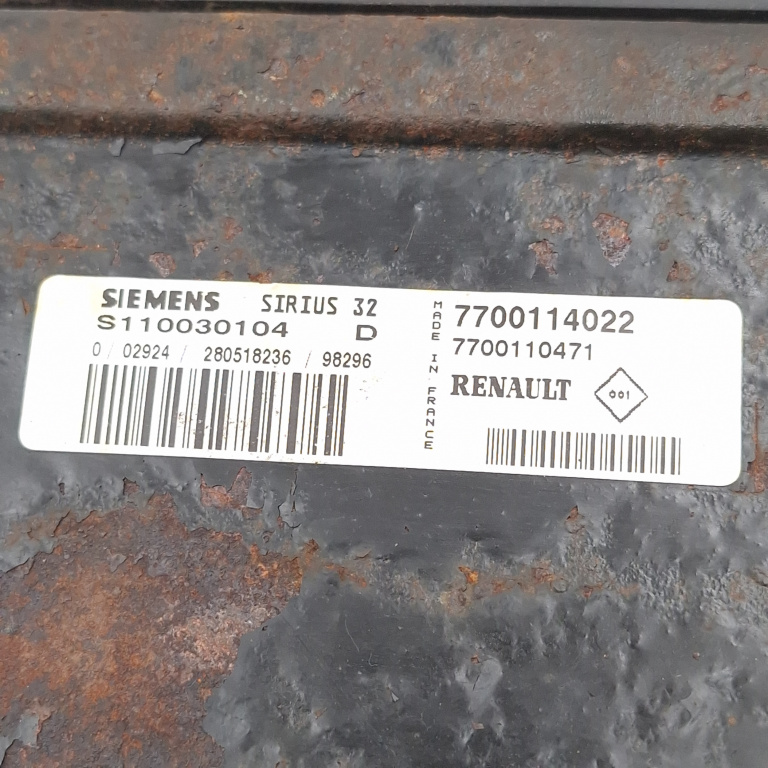 SIEMENS SIRIUS 32
S110030104 D
0 / 02924 / 280518236 / 98296
MADE IN FRANCE
7700114022
7700110471
RENAULT 001